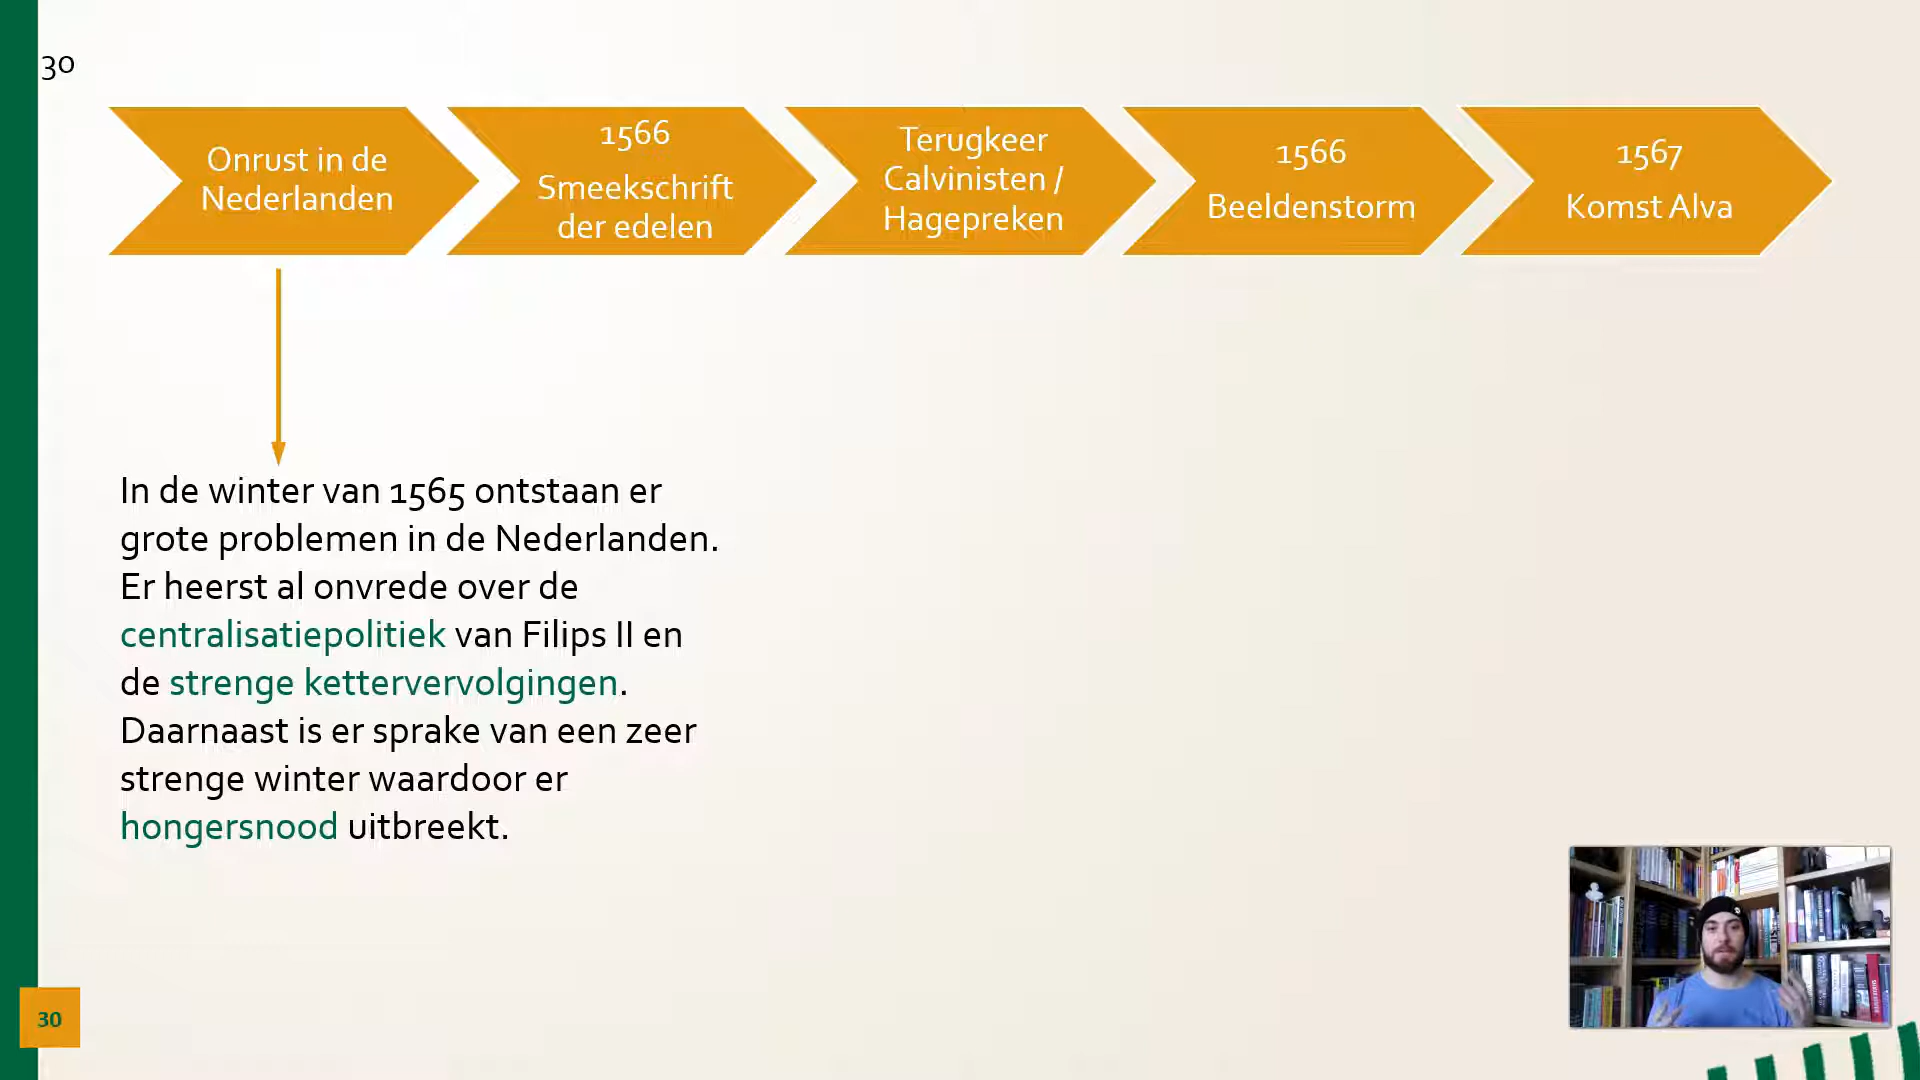 30
Onrust in de
Nederlanden
1566
Smeekschrift
der edelen
Terugkeer
Calvinisten /
Hagepreken
1566
Beeldenstorm
1567
Komst Alva
In de winter van 1565 ontstaan er
grote problemen in de Nederlanden.
Er heerst al onvrede over de
centralisatiepolitiek van Filips II en
de strenge kettervervolgingen.
Daarnaast is er sprake van een zeer
strenge winter waardoor er
hongersnood uitbreekt.
30